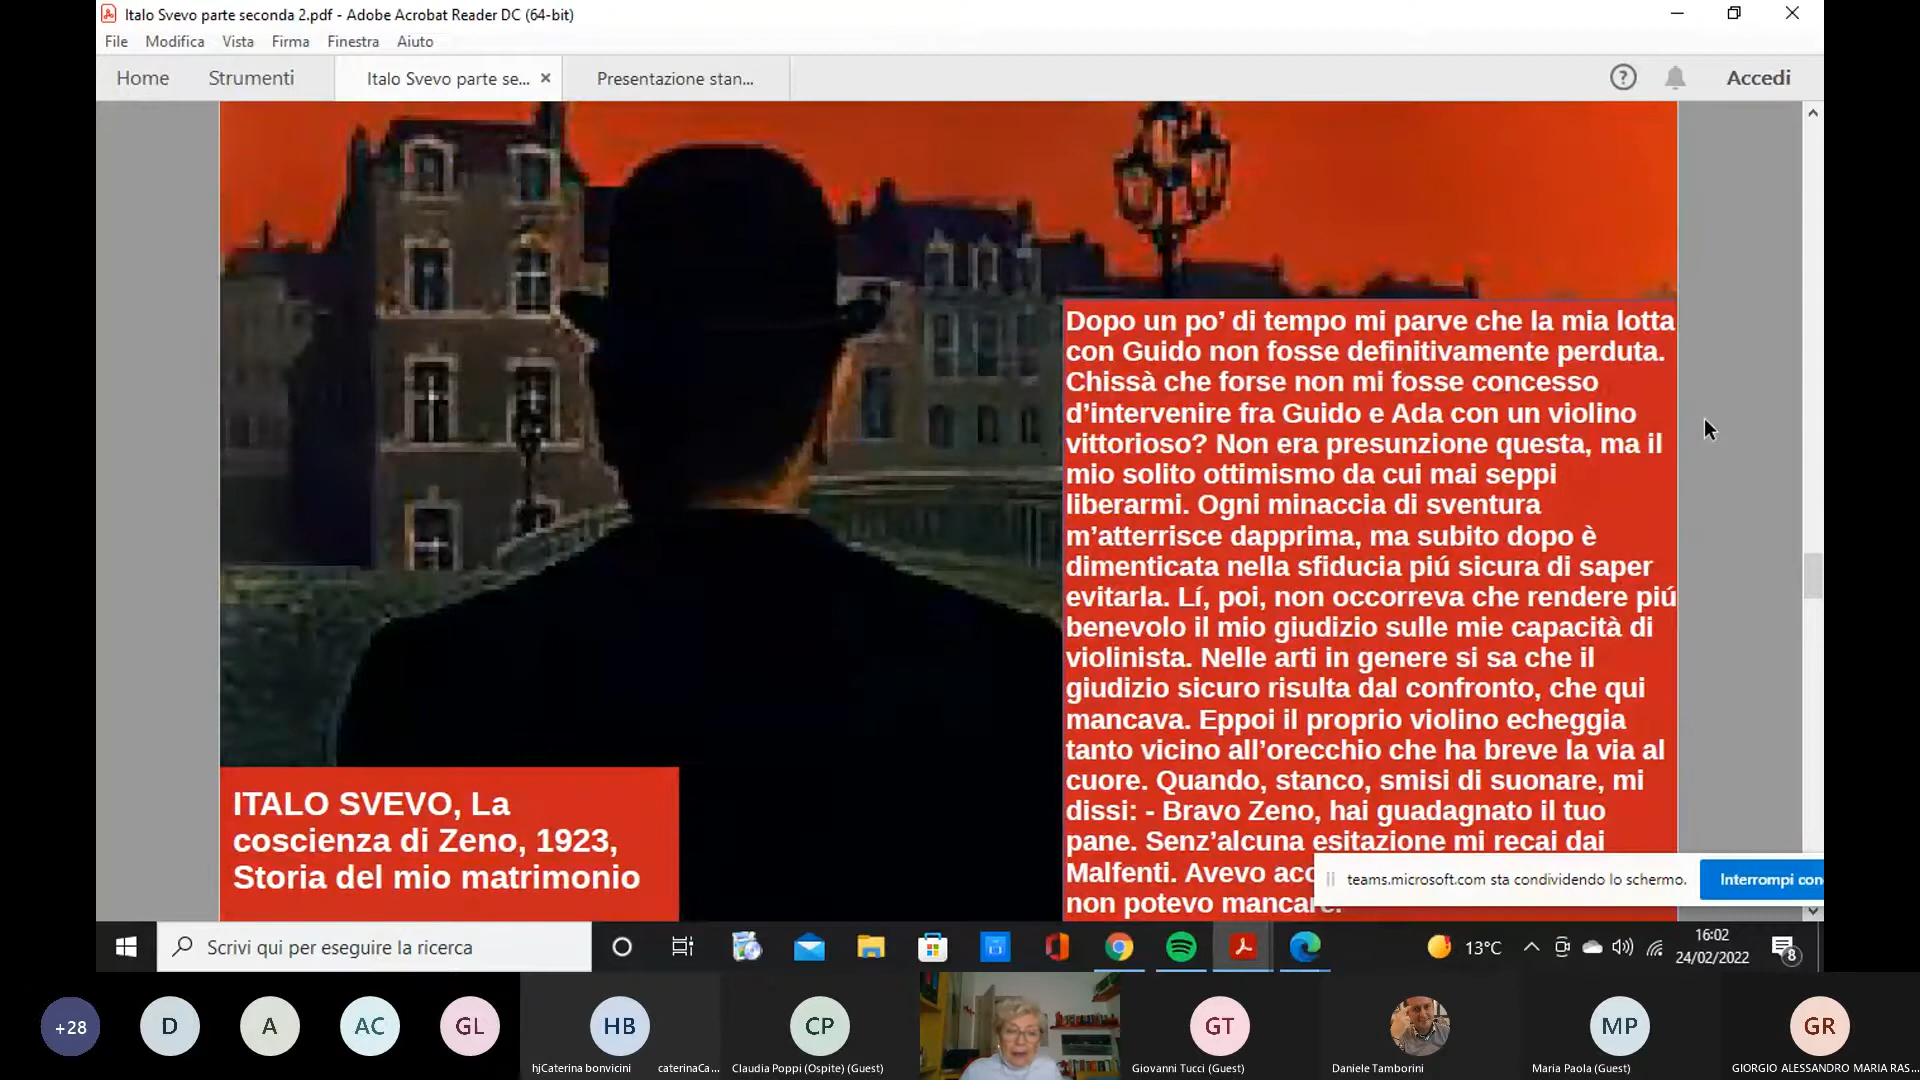 Italo Svevo parte seconda 2.pdf - Adobe Acrobat Reader DC (64-bit)
File Modifica Vista Firma Finestra Aiuto
Home Strumenti Italo Svevo parte se... Presentazione stan... Accedi
Dopo un po’ di tempo mi parve che la mia lotta
con Guido non fosse definitivamente perduta.
Chissà che forse non mi fosse concesso
d’intervenire fra Guido e Ada con un violino
vittorioso? Non era presunzione questa, ma il
mio solito ottimismo da cui mai seppi
liberarmi. Ogni minaccia di sventura
m’atterrisce dapprima, ma subito dopo è
dimenticata nella sfiducia piú sicura di saper
evitarla. Lí, poi, non occorreva che rendere piú
benevolo il mio giudizio sulle mie capacità di
violinista. Nelle arti in genere si sa che il
giudizio sicuro risulta dal confronto, che qui
mancava. Eppoi il proprio violino echeggia
tanto vicino all’orecchio che ha breve la via al
cuore. Quando, stanco, smisi di suonare, mi
dissi: - Bravo Zeno, hai guadagnato il tuo
pane. Senz’alcuna esitazione mi recai dai
Malfenti. Avevo
non potevo mancare.
ITALO SVEVO, La
coscienza di Zeno, 1923,
Storia del mio matrimonio
teams.microsoft.com sta condividendo lo schermo. Interrompi con
Scrivi qui per eseguire la ricerca
13°C
16:02
24/02/2022
8
+28 D A AC GL HB CP GT MP GR
hjCaterina bonvicini caterinaCa... Claudia Poppi (Ospite) (Guest) Giovanni Tucci (Guest) Daniele Tamborini Maria Paola (Guest) GIORGIO ALESSANDRO MARIA RAS...